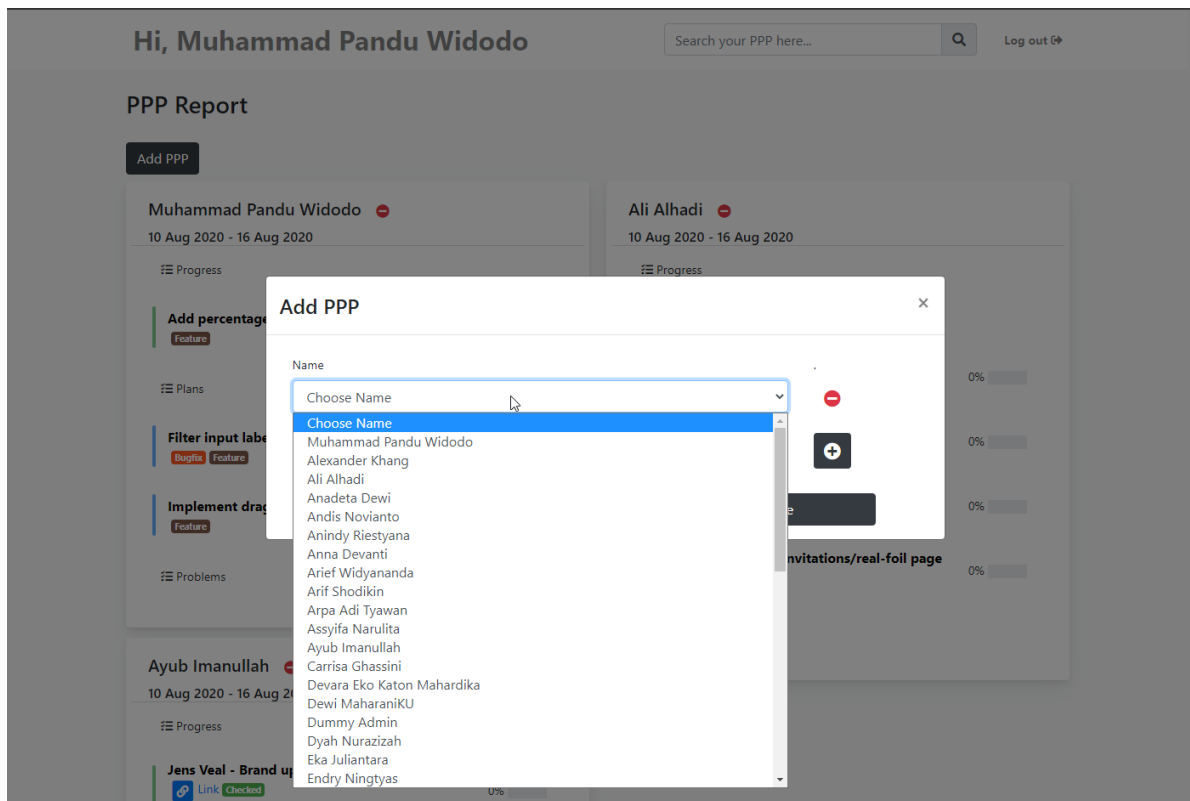 Hi, Muhammad Pandu Widodo
Search your PPP here...
Log out
PPP Report
Add PPP
Muhammad Pandu Widodo
10 Aug 2020 - 16 Aug 2020
Progress
Add percentage
Feature
Plans
Filter input labe
Bugfix Feature
Implement drag
Feature
Problems
Ali Alhadi
10 Aug 2020 - 16 Aug 2020
Progress
0%
0%
0%
nvitations/real-foil page
0%
Ayub Imanullah
10 Aug 2020 - 16 Aug 20
Progress
Jens Veal - Brand up
Link Checked
0%
Add PPP
×
Name
.
Choose Name
Choose Name
Muhammad Pandu Widodo
Alexander Khang
Ali Alhadi
Anadeta Dewi
Andis Novianto
Anindy Riestyana
Anna Devanti
Arief Widyananda
Arif Shodikin
Arpa Adi Tyawan
Assyifa Narulita
Ayub Imanullah
Carrisa Ghassini
Devara Eko Katon Mahardika
Dewi MaharaniKU
Dummy Admin
Dyah Nurazizah
Eka Juliantara
Endry Ningtyas
e